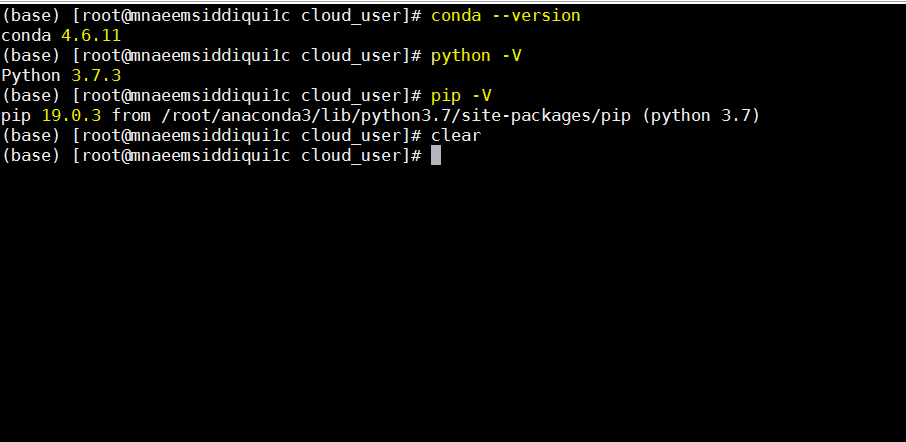 (base) [root@mnaeemsiddiqui1c cloud_user]# conda --version
conda 4.6.11
(base) [root@mnaeemsiddiqui1c cloud_user]# python -V
Python 3.7.3
(base) [root@mnaeemsiddiqui1c cloud_user]# pip -V
pip 19.0.3 from /root/anaconda3/lib/python3.7/site-packages/pip (python 3.7)
(base) [root@mnaeemsiddiqui1c cloud_user]# clear
(base) [root@mnaeemsiddiqui1c cloud_user]#